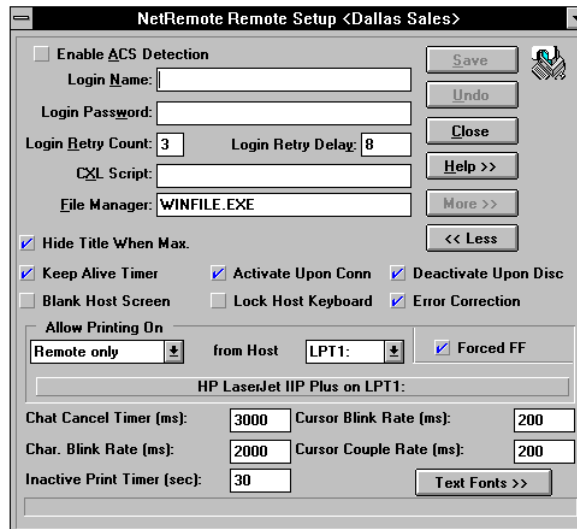 NetRemote Remote Setup <Dallas Sales>
Enable ACS Detection
Save
Login Name:
Undo
Login Password:
Close
Login Retry Count: 3 Login Retry Delay: 8
Help >>
CXL Script:
File Manager: WINFILE.EXE
More >>
Hide Title When Max.
<< Less
Keep Alive Timer Activate Upon Conn Deactivate Upon Disc
Blank Host Screen Lock Host Keyboard Error Correction
Allow Printing On
Remote only from Host LPT1: Forced FF
HP LaserJet IIP Plus on LPT1:
Chat Cancel Timer (ms): 3000 Cursor Blink Rate (ms): 200
Char. Blink Rate (ms): 2000 Cursor Couple Rate (ms): 200
Inactive Print Timer (sec): 30 Text Fonts >>